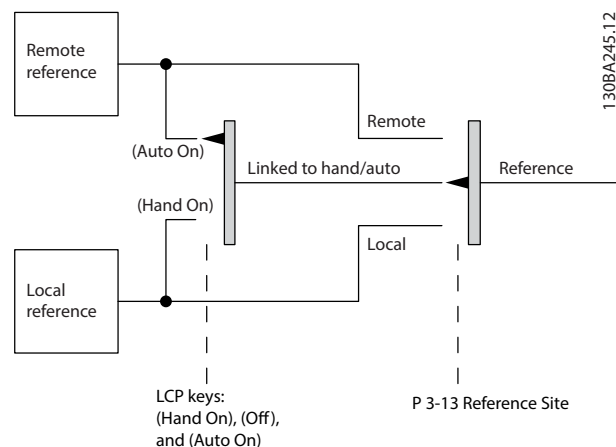 Remote
reference
130BA245.12
Remote
(Auto On)
Linked to hand/auto
Reference
(Hand On)
Local
Local
reference
LCP keys:
(Hand On), (Off),
and (Auto On)
P 3-13 Reference Site